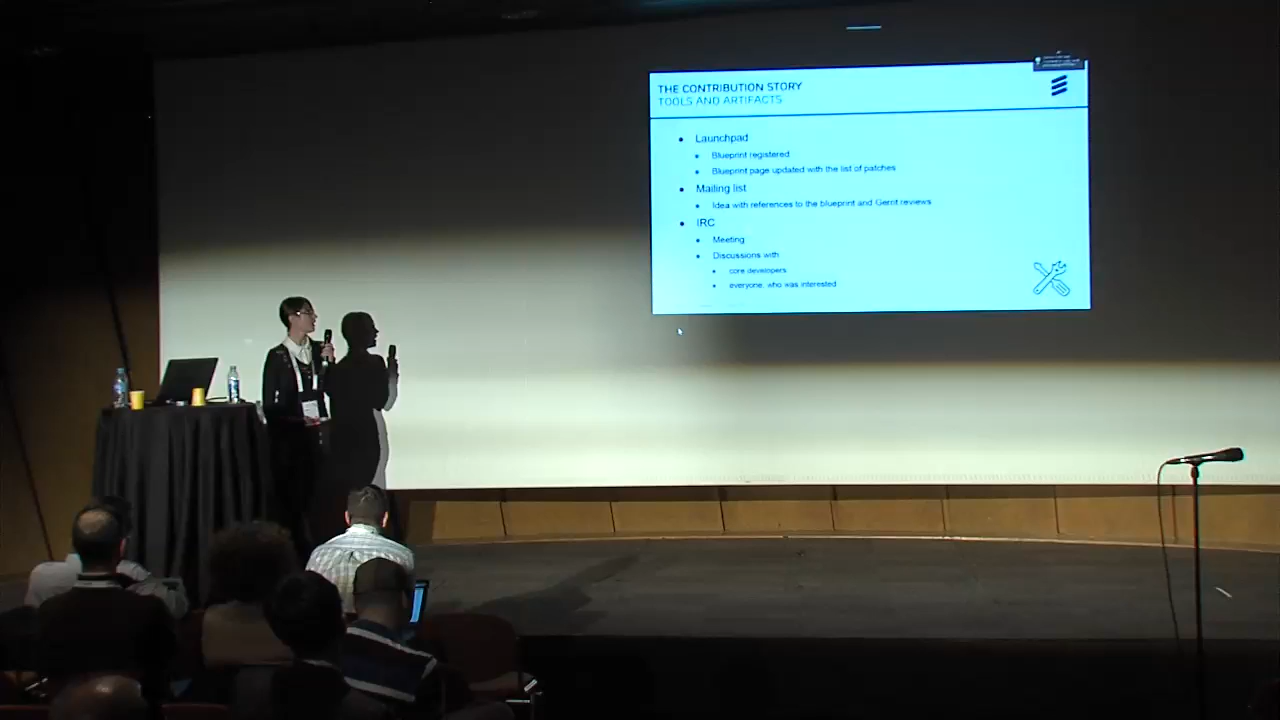 THE CONTRIBUTION STORY
TOOLS AND ARTIFACTS
Launchpad
Blueprint registered
Blueprint page updated with the list of patches
Mailing list
Idea with references to the blueprint and Gerrit reviews
IRC
Meeting
Discussions with
core developers
everyone, who was interested